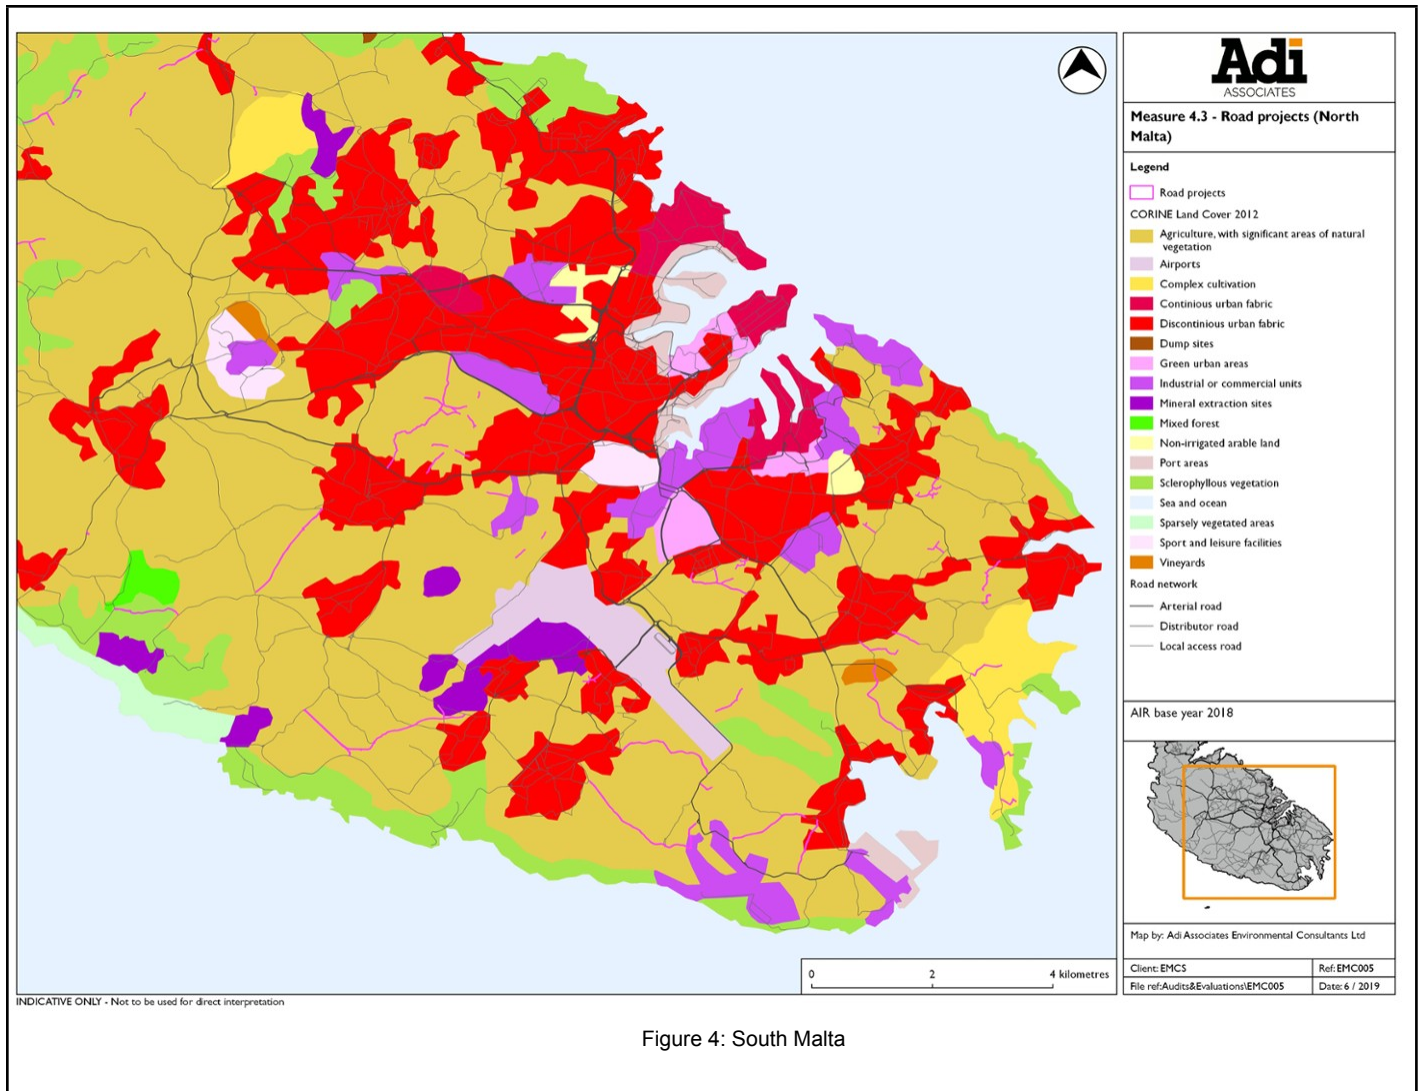 Adi
ASSOCIATES
Measure 4.3 - Road projects (North
Malta)
Legend
Road projects
CORINE Land Cover 2012
Agriculture, with significant areas of natural
vegetation
Airports
Complex cultivation
Continious urban fabric
Discontinious urban fabric
Dump sites
Green urban areas
Industrial or commercial units
Mineral extraction sites
Mixed forest
Non-irrigated arable land
Port areas
Sclerophyllous vegetation
Sea and ocean
Sparsely vegetated areas
Sport and leisure facilities
Vineyards
Road network
Arterial road
Distributor road
Local access road
AIR base year 2018
Map by: Adi Associates Environmental Consultants Ltd
Client: EMCS
Ref: EMC005
File ref:Audits&Evaluations\EMC005
Date: 6 / 2019
0 2 4 kilometres
INDICATIVE ONLY - Not to be used for direct interpretation
Figure 4: South Malta